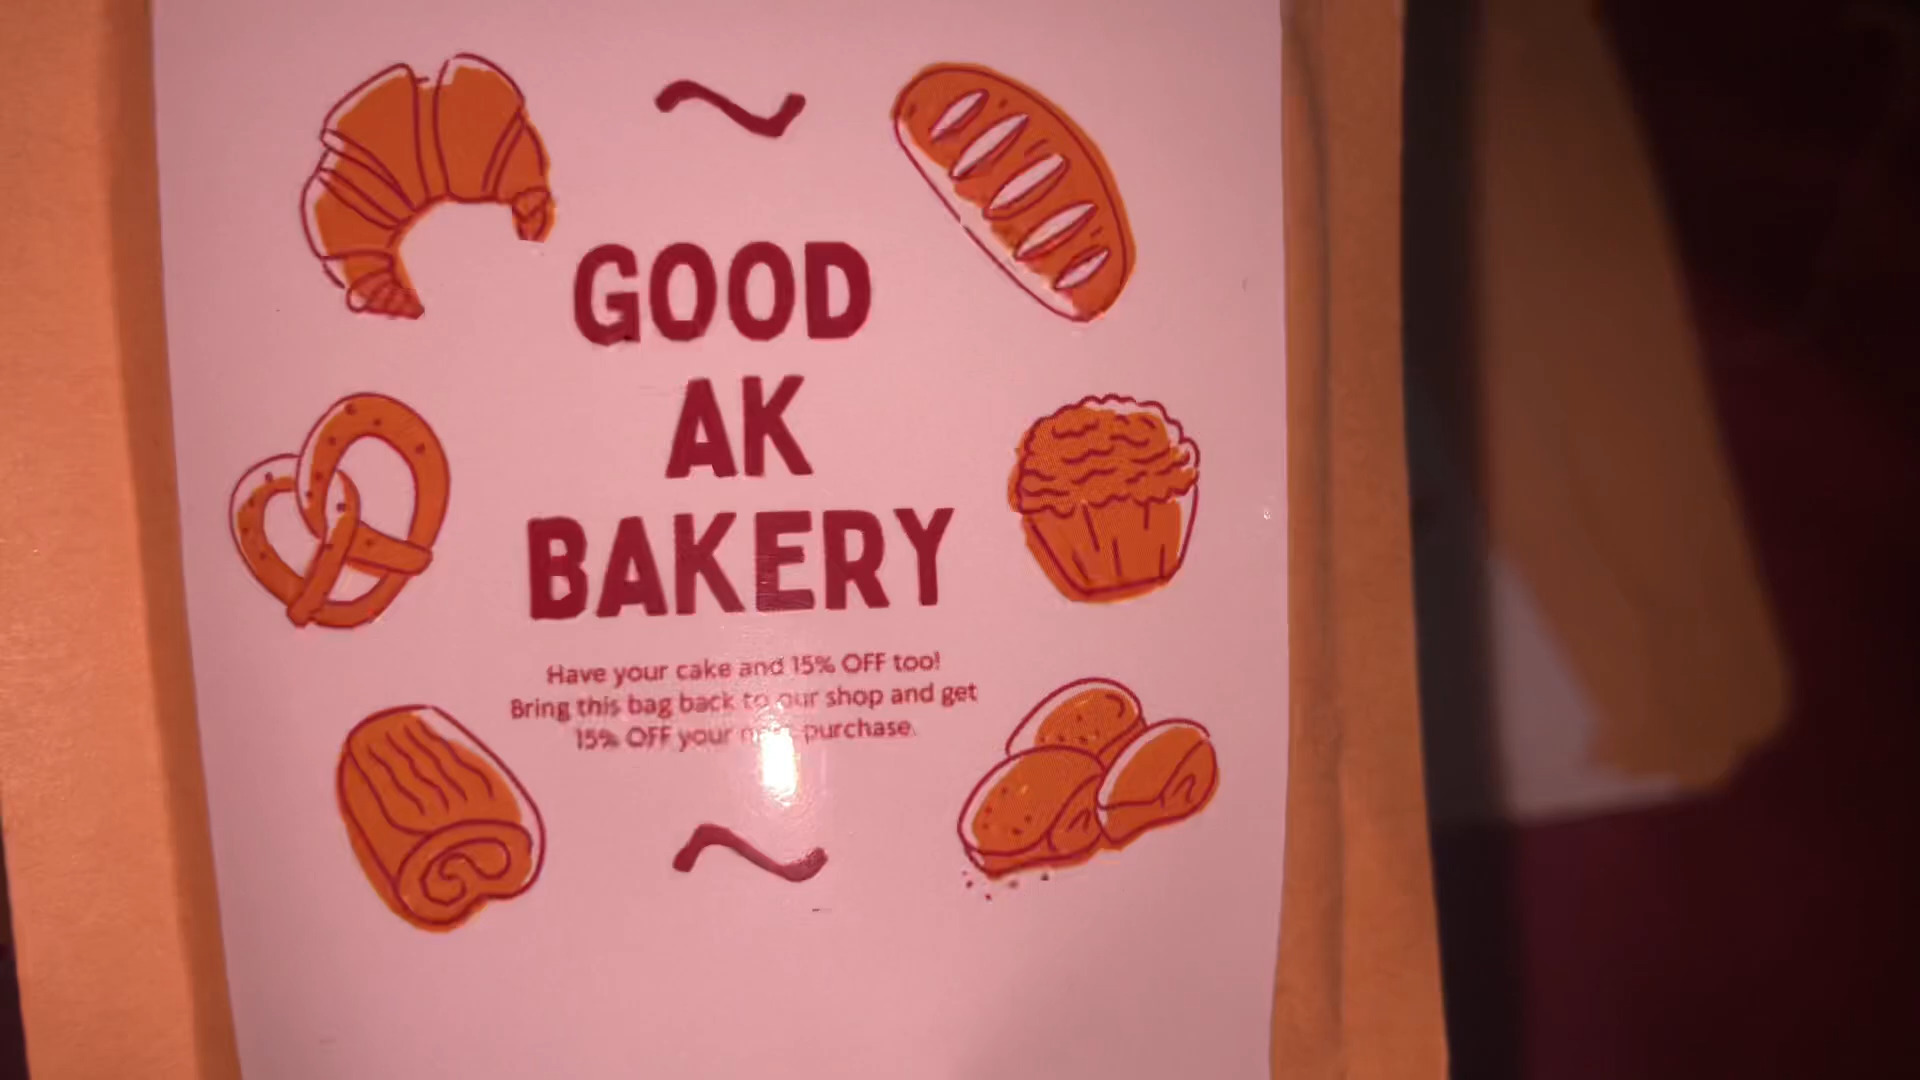 GOOD
AK
BAKERY
Have your cake and 15% OFF too!
Bring this bag back to our shop and get
15% OFF your purchase.